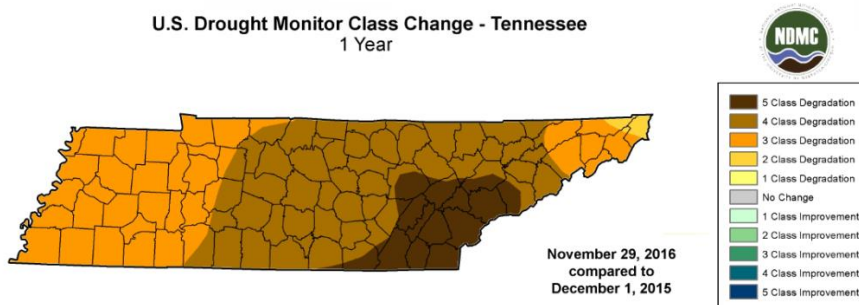 U.S. Drought Monitor Class Change - Tennessee
1 Year
NDMC
5 Class Degradation
4 Class Degradation
3 Class Degradation
2 Class Degradation
1 Class Degradation
No Change
1 Class Improvement
2 Class Improvement
3 Class Improvement
4 Class Improvement
5 Class Improvement
November 29, 2016
compared to
December 1, 2015